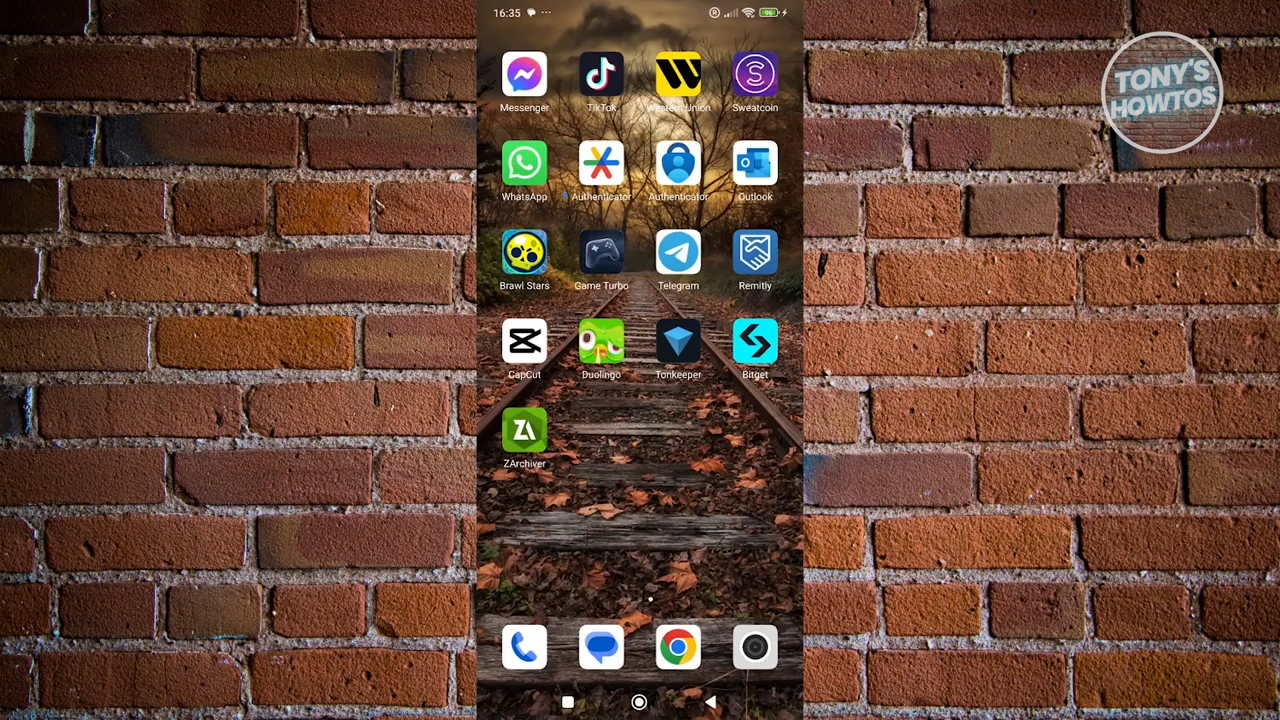 16:35
96
TONY'S
HOWTOS
Messenger
TikTok
Western Union
Sweatcoin
WhatsApp
Authenticator
Authenticator
Outlook
Brawl Stars
Game Turbo
Telegram
Remitly
CapCut
Duolingo
Tonkeeper
Bitget
ZArchiver